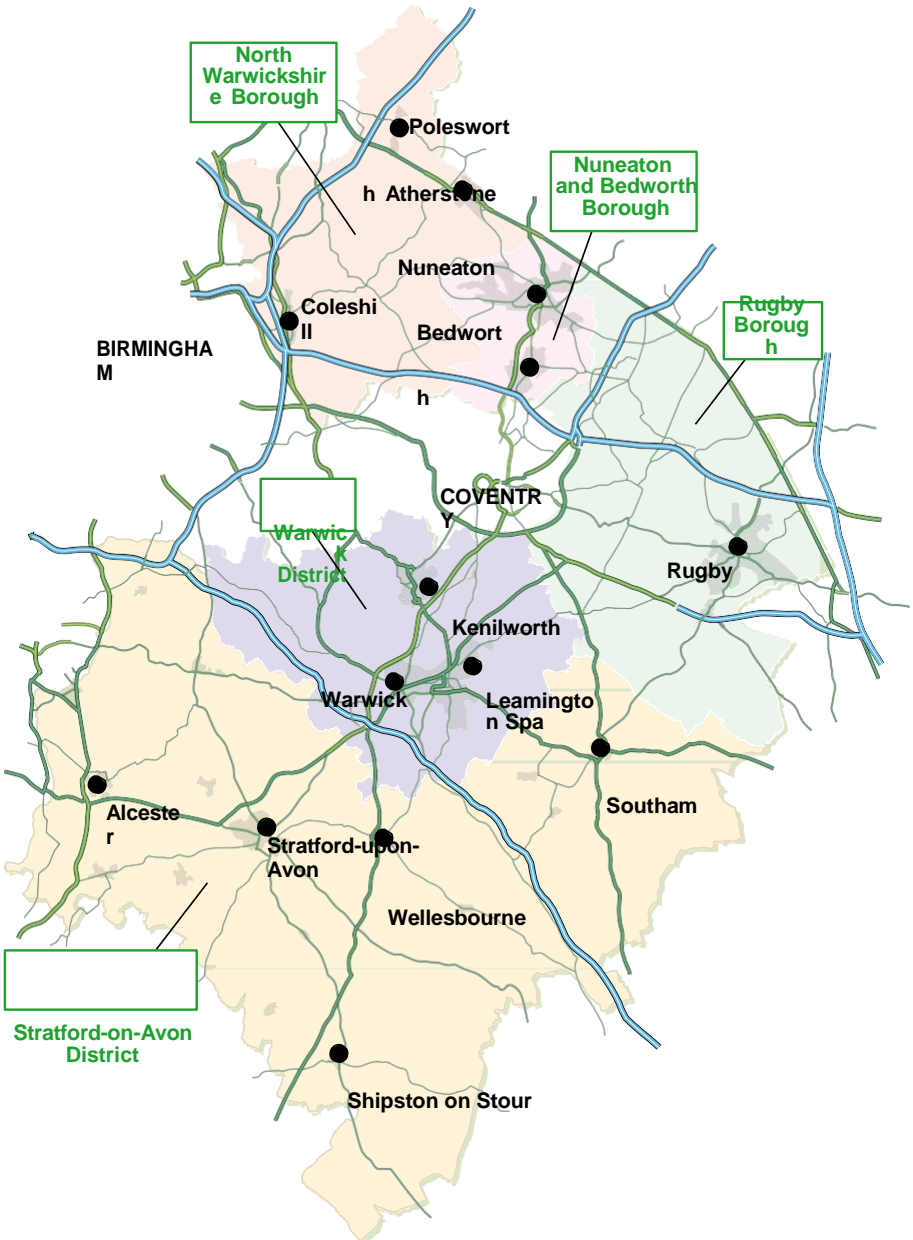 North
Warwickshir
e Borough
Poleswort
h Atherstone
Nuneaton
and Bedworth
Borough
Nuneaton
Coleshi
ll
Rugby
Boroug
h
Bedwort
h
BIRMINGHA
M
COVENTR
Y
Warwic
k
District
Rugby
Kenilworth
Warwick
Leamingto
n Spa
Southam
Alceste
r
Stratford-upon-
Avon
Wellesbourne
Stratford-on-Avon
District
Shipston on Stour